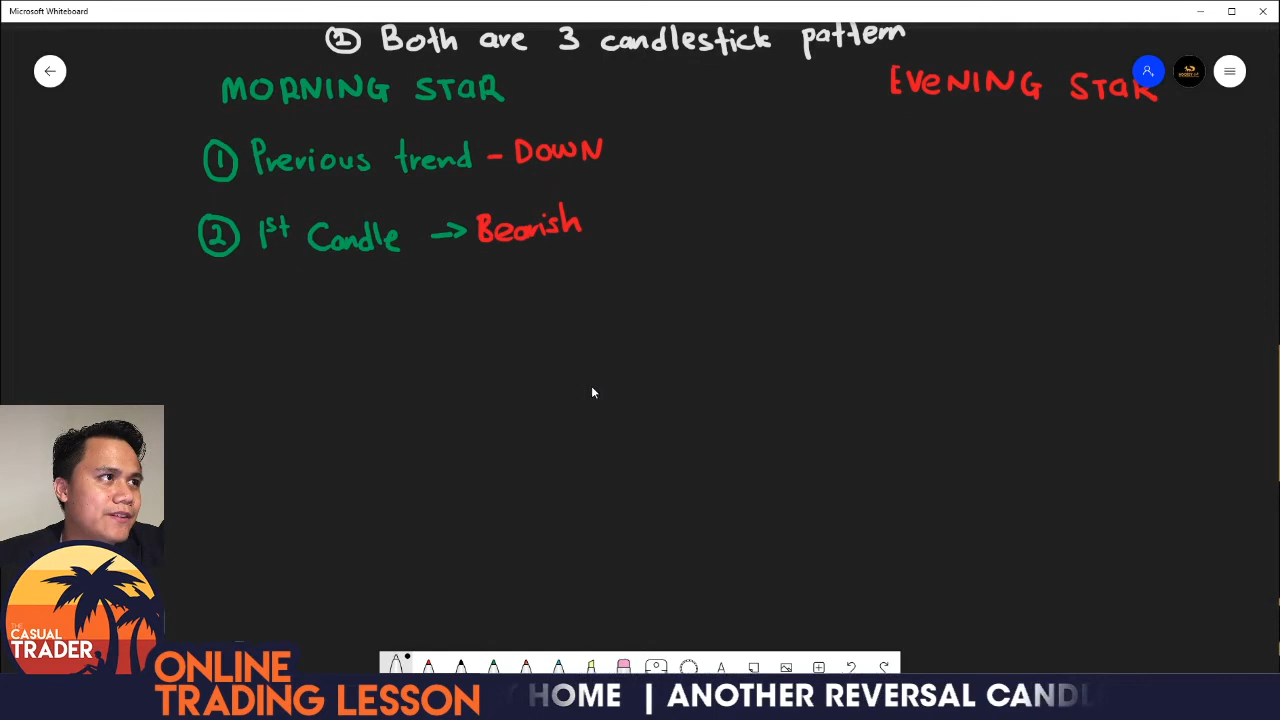 Microsoft Whiteboard
② Both are 3 candlestick pattern
MORNING STAR
EVENING STAR
① Previous trend - DOWN
② 1st Candle → Bearish
THE
CASUAL
TRADER
ONLINE
TRADING LESSON
Y HOME | ANOTHER REVERSAL CANDL